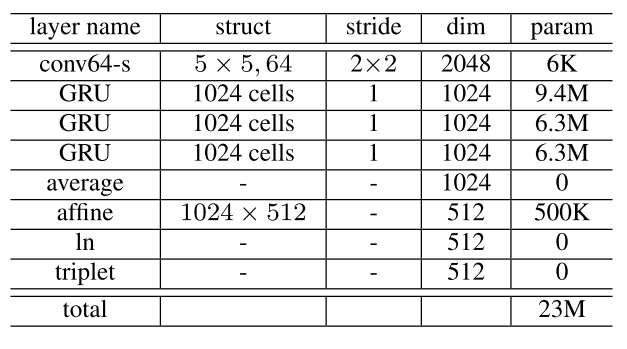 layer name struct stride dim param
conv64-s 5 × 5, 64 2×2 2048 6K
GRU 1024 cells 1 1024 9.4M
GRU 1024 cells 1 1024 6.3M
GRU 1024 cells 1 1024 6.3M
average - - 1024 0
affine 1024 × 512 - 512 500K
ln - - 512 0
triplet - - 512 0
total 23M